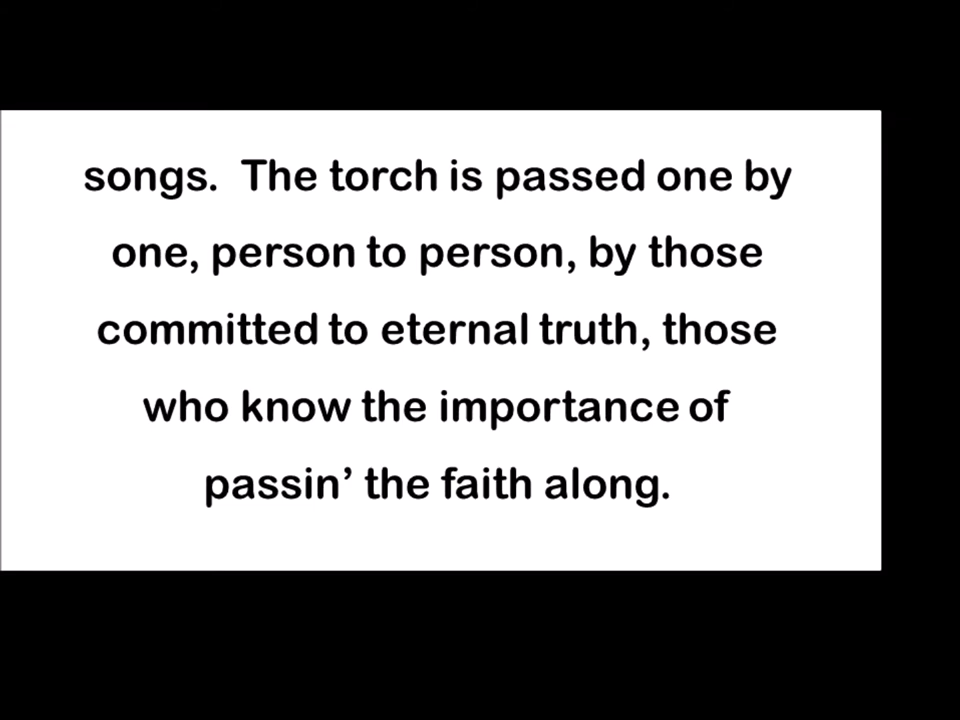 songs.  The torch is passed one by
one, person to person, by those
committed to eternal truth, those
who know the importance of
passin’ the faith along.